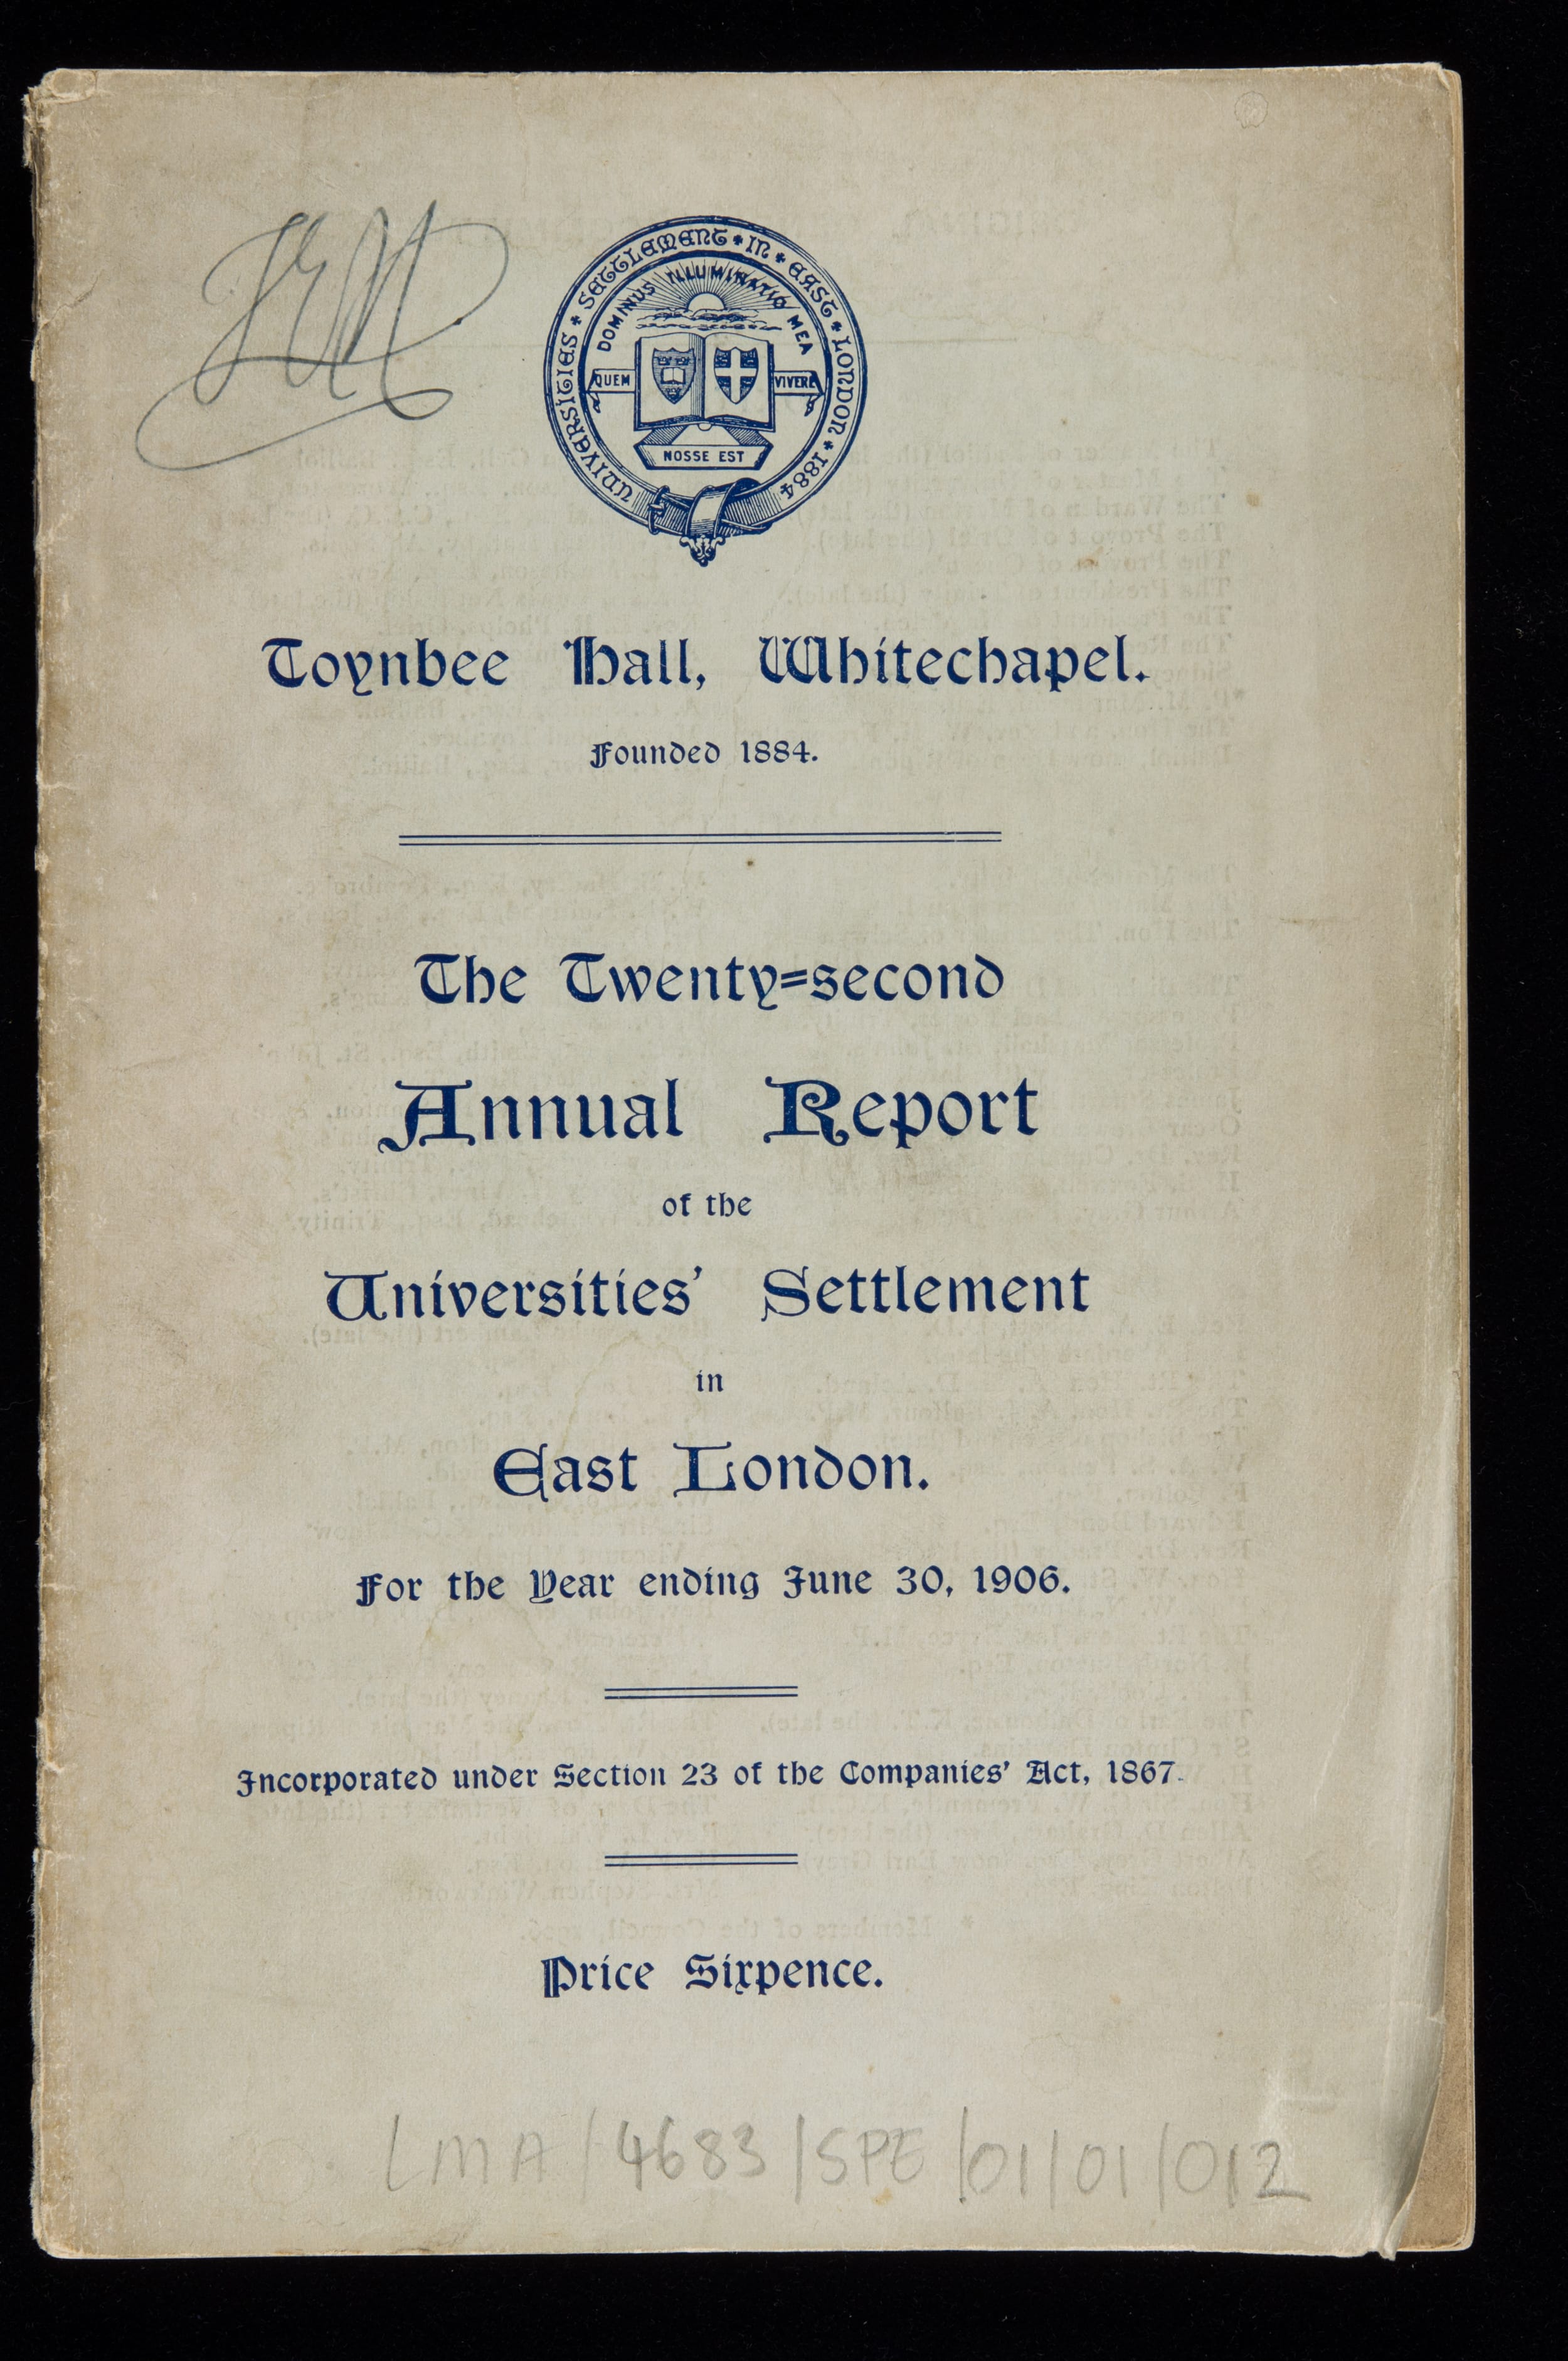 UNIVERSITIES * SETTLEMENT * IN * EAST * LONDON * 1884
DOMINUS ILLUMINATIO MEA
QUEM VIVERE
NOSSE EST
Toynbee Hall, Whitechapel.
Founded 1884.
The Twenty=second
Annual Report
of the
Universities' Settlement
in
East London.
For the Year ending June 30, 1906.
Incorporated under Section 23 of the Companies' Act, 1867.
Price Sixpence.
LMA/4683/SPE/01/01/012